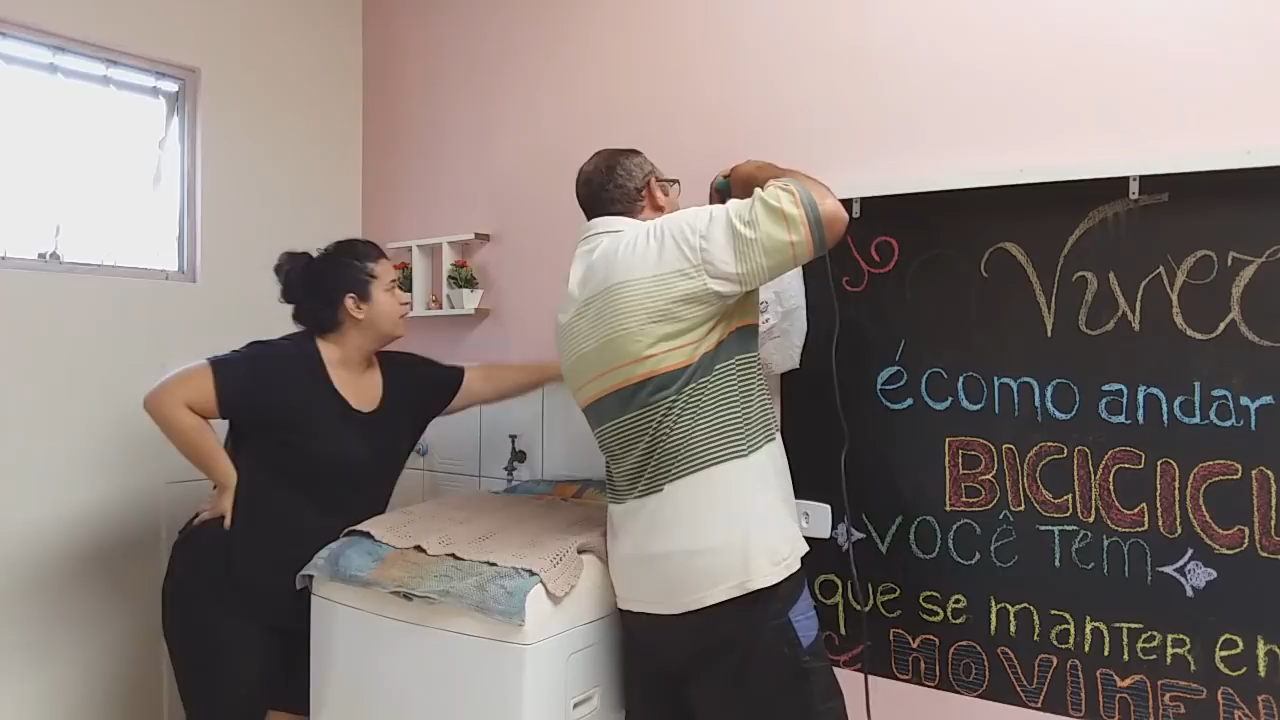 Viver
é como andar
BICICL
você tem
que se manter em
MOVIMEN